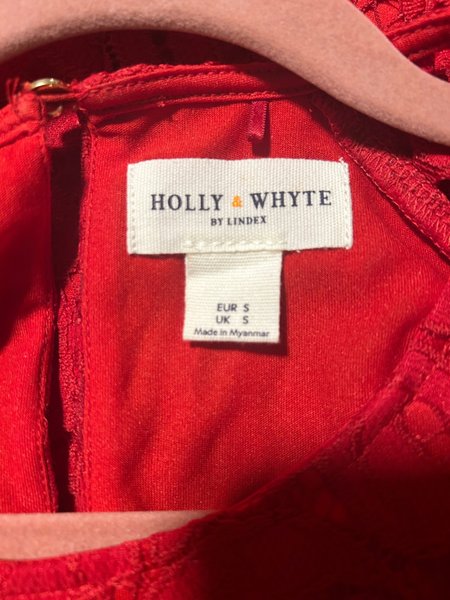 HOLLY & WHYTE
BY LINDEX
EUR S
UK S
Made in Myanmar